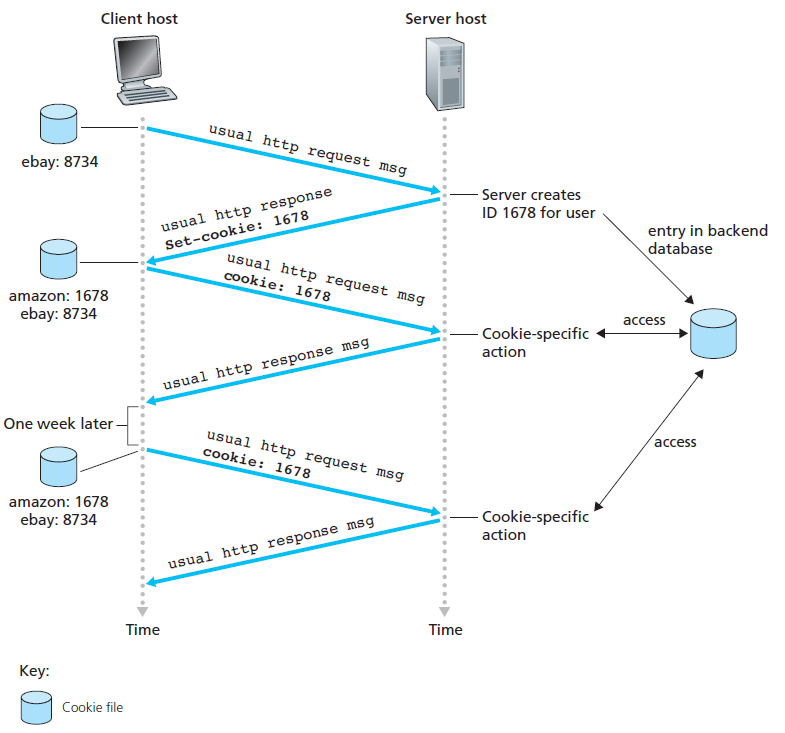 Client host
Server host
ebay: 8734
usual http request msg
Server creates
ID 1678 for user
usual http response
Set-cookie: 1678
entry in backend
database
amazon: 1678
ebay: 8734
usual http request msg
cookie: 1678
Cookie-specific
action
access
usual http response msg
One week later
amazon: 1678
ebay: 8734
usual http request msg
cookie: 1678
access
Cookie-specific
action
usual http response msg
Time
Time
Key:
Cookie file